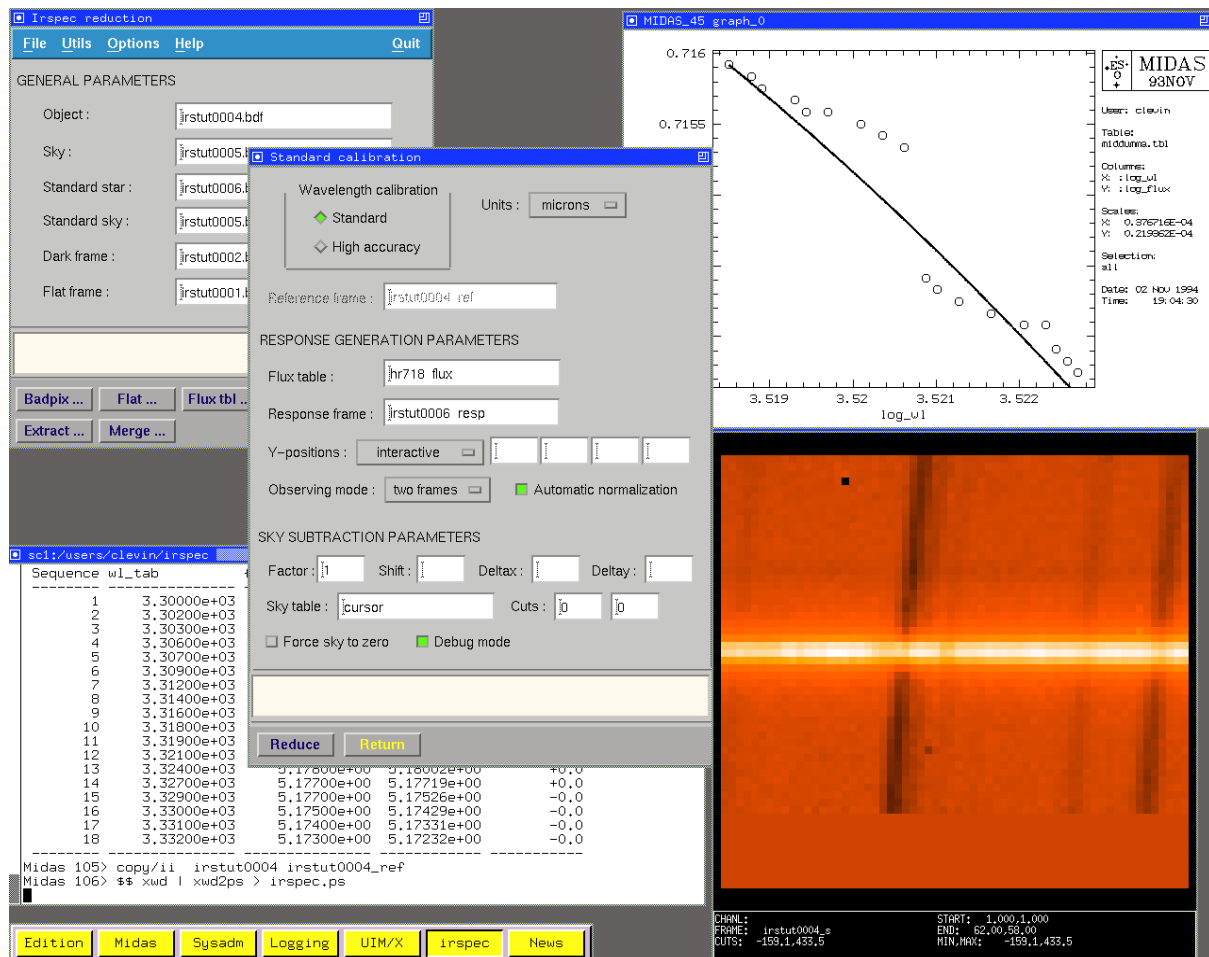 Irspec reduction
File Utils Options Help Quit
GENERAL PARAMETERS
Object : irstut0004.bdf
Sky : irstut0005.b
Standard star : irstut0006.b
Standard sky : irstut0005.b
Dark frame : irstut0002.b
Flat frame : irstut0001.b
Badpix ... Flat ... Flux tbl ..
Extract ... Merge ...
Standard calibration
Wavelength calibration
Standard
High accuracy
Units : microns
Reference frame : irstut0004_ref
RESPONSE GENERATION PARAMETERS
Flux table : hr718_flux
Response frame : irstut0006_resp
Y-positions : interactive
Observing mode : two frames Automatic normalization
SKY SUBTRACTION PARAMETERS
Factor : 1 Shift : Deltax : Deltay :
Sky table : cursor Cuts : 0 0
Force sky to zero Debug mode
Reduce Return
MIDAS_45 graph_0
0.716
0.7155
3.519 3.52 3.521 3.522
log_wl
ES
O
MIDAS
93NOV
User: clevin
Table:
middumma.tbl
Columns:
X: :log_wl
Y: :log_flux
Scales:
X: 0.376716E-04
Y: 0.219962E-04
Selection:
all
Date: 02 Nov 1994
Time: 19:04:30
sc1:/users/clevin/irspec
Sequence wl_tab
-------- -----------
1 3.30000e+03
2 3.30200e+03
3 3.30300e+03
4 3.30600e+03
5 3.30700e+03
6 3.30900e+03
7 3.31200e+03
8 3.31400e+03
9 3.31600e+03
10 3.31800e+03
11 3.31900e+03
12 3.32100e+03
13 3.32400e+03 5.17800e+00 5.18002e+00 +0.0
14 3.32700e+03 5.17700e+00 5.17719e+00 +0.0
15 3.32900e+03 5.17700e+00 5.17526e+00 -0.0
16 3.33000e+03 5.17500e+00 5.17429e+00 -0.0
17 3.33100e+03 5.17400e+00 5.17331e+00 -0.0
18 3.33200e+03 5.17300e+00 5.17232e+00 -0.0
-------- ----------- ----------- ----------- -----------
Midas 105> copy/ii irstut0004 irstut0004_ref
Midas 106> $$ xwd | xwd2ps > irspec.ps
CHANL: START: 1.000,1.000
FRAME: irstut0004_s END: 62.00,58.00
CUTS: -159.1,433.5 MIN,MAX: -159.1,433.5
Edition Midas Sysadm Logging UIM/X irspec News